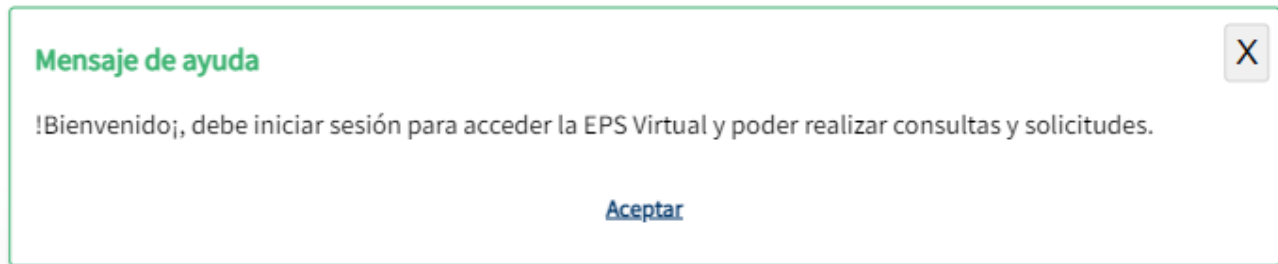 Mensaje de ayuda
X
!Bienvenido¡, debe iniciar sesión para acceder la EPS Virtual y poder realizar consultas y solicitudes.
Aceptar